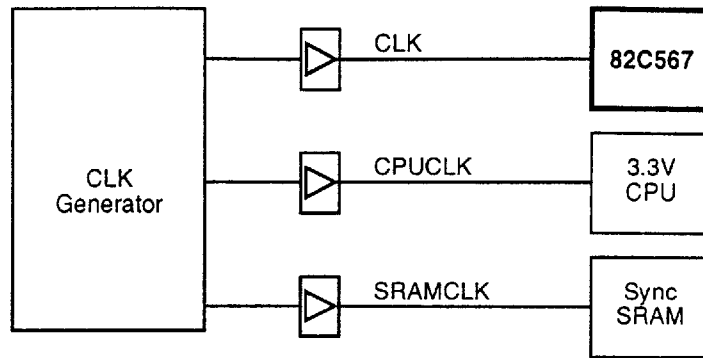 CLK
82C567
CLK
Generator
CPUCLK
3.3V
CPU
SRAMCLK
Sync
SRAM